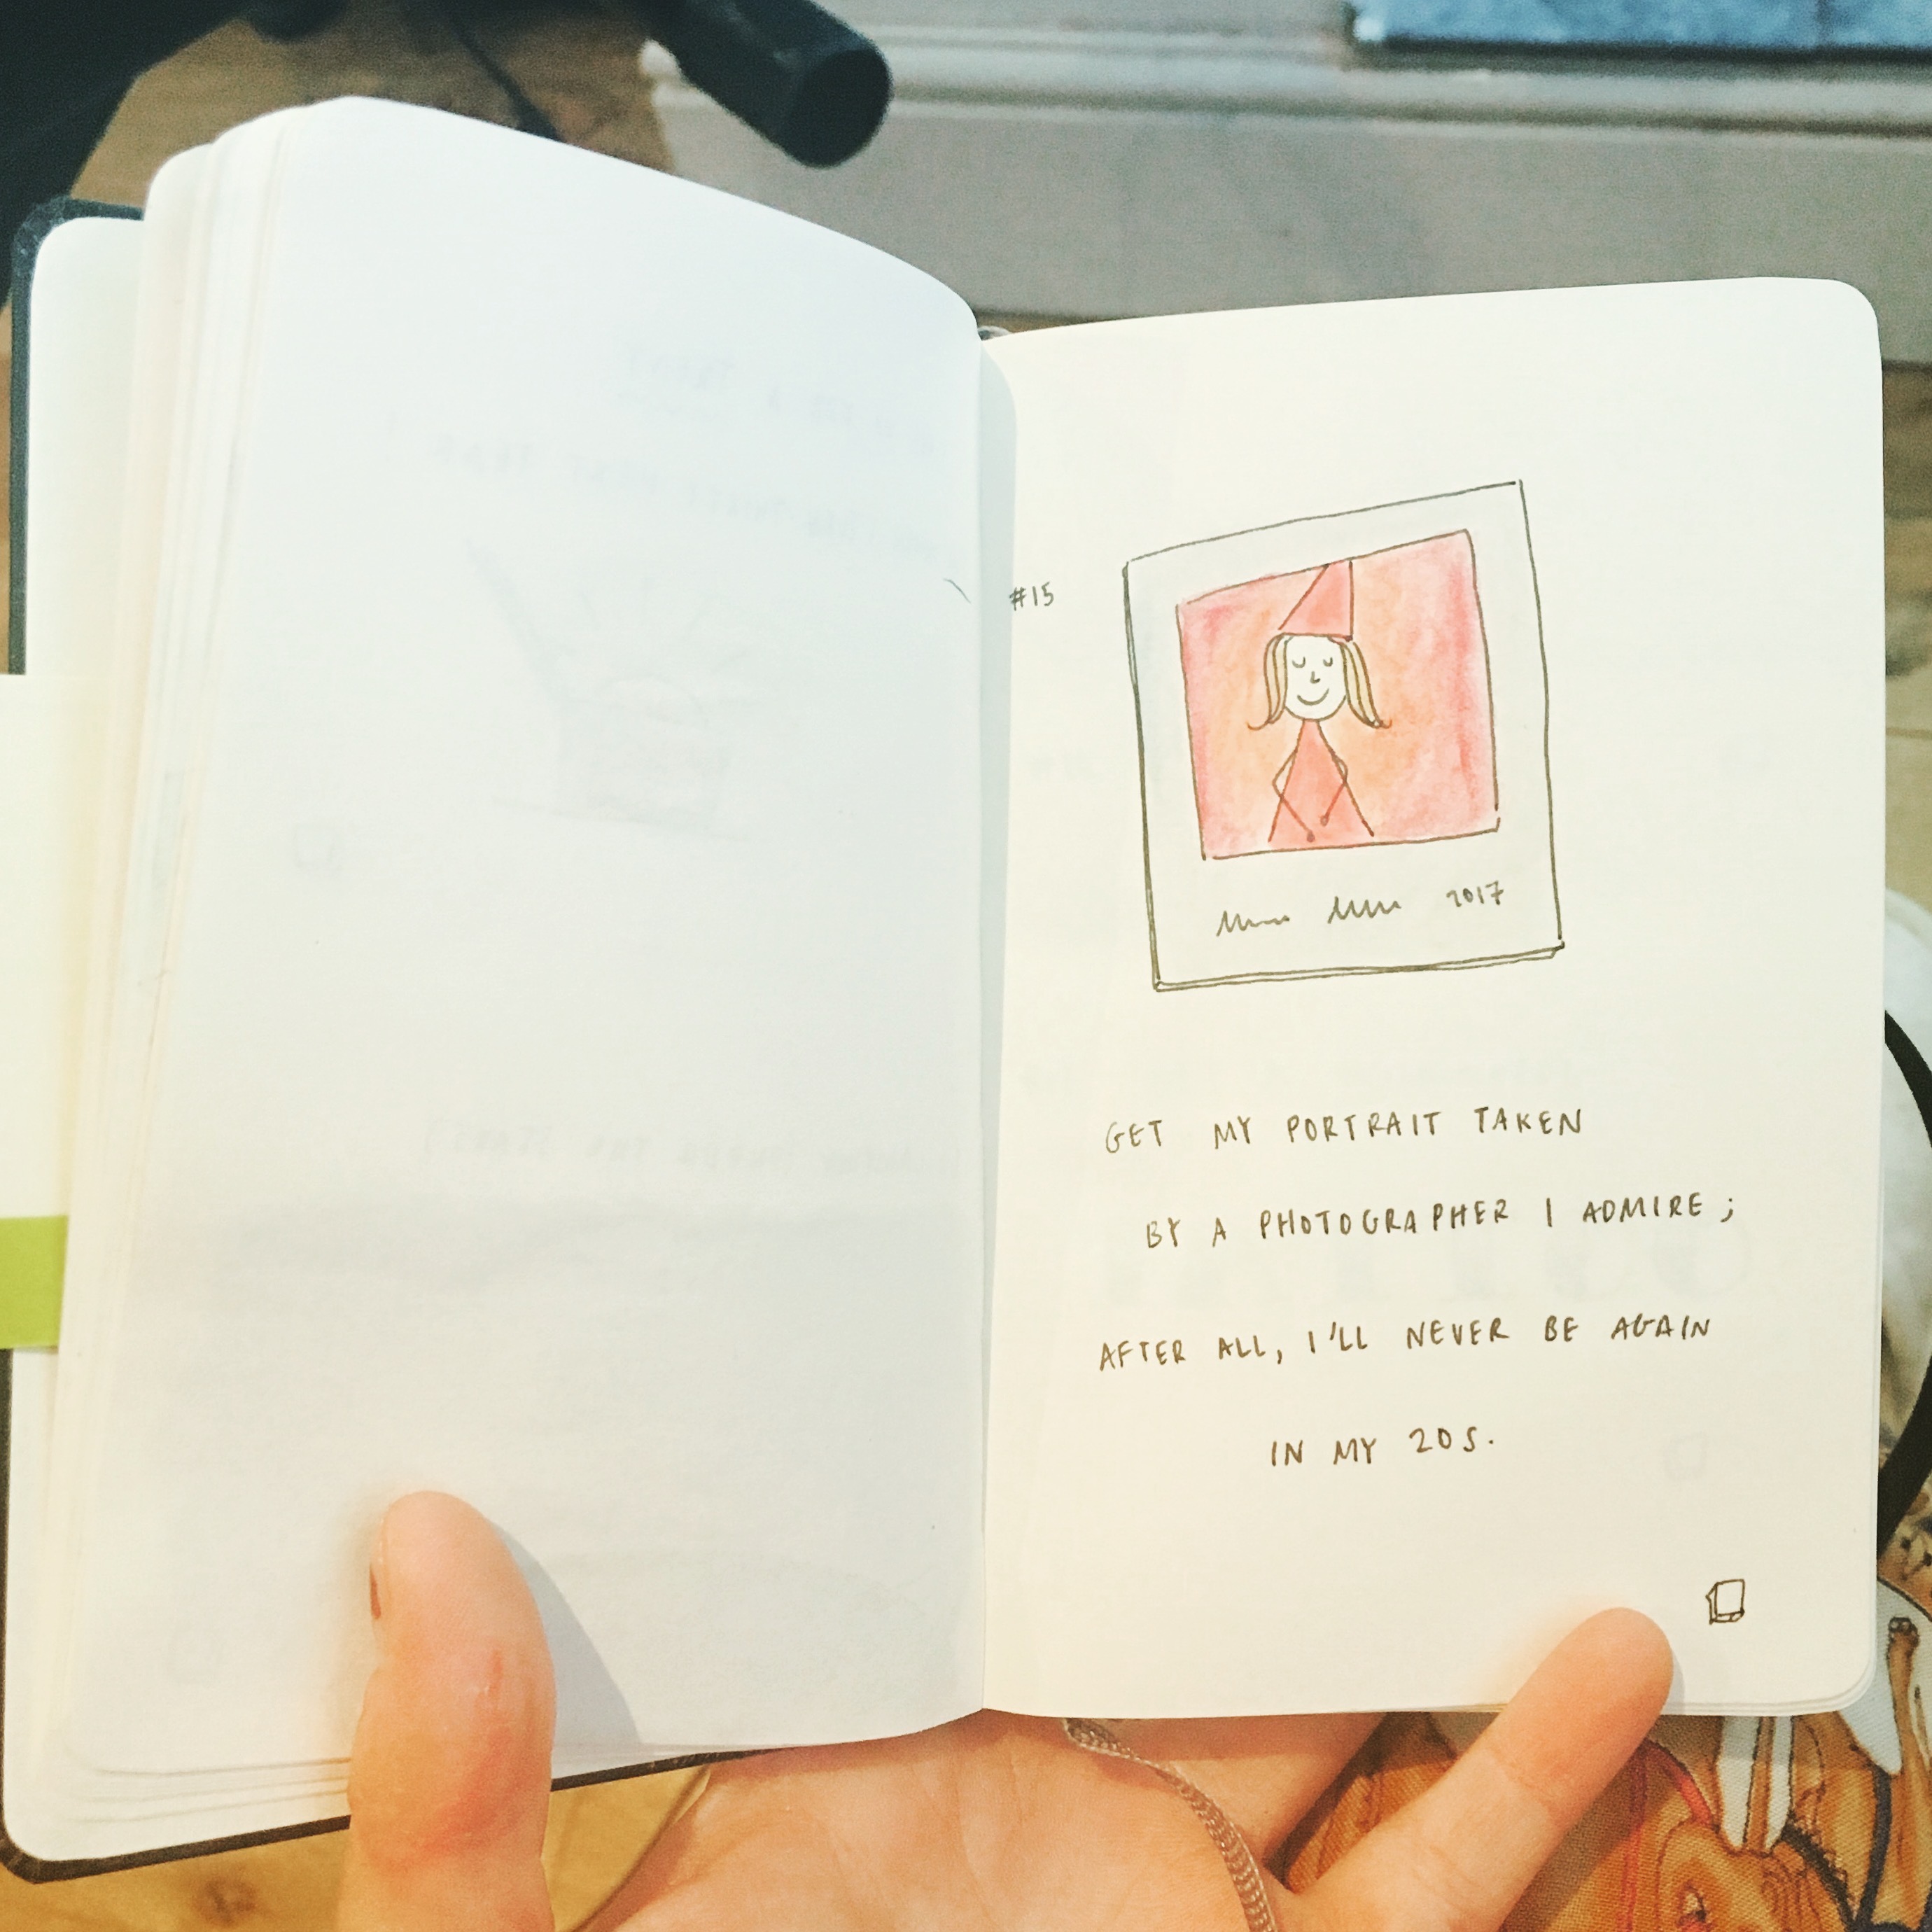 #15
2017
GET MY PORTRAIT TAKEN
BY A PHOTOGRAPHER I ADMIRE;
AFTER ALL, I'LL NEVER BE AGAIN
IN MY 20S.